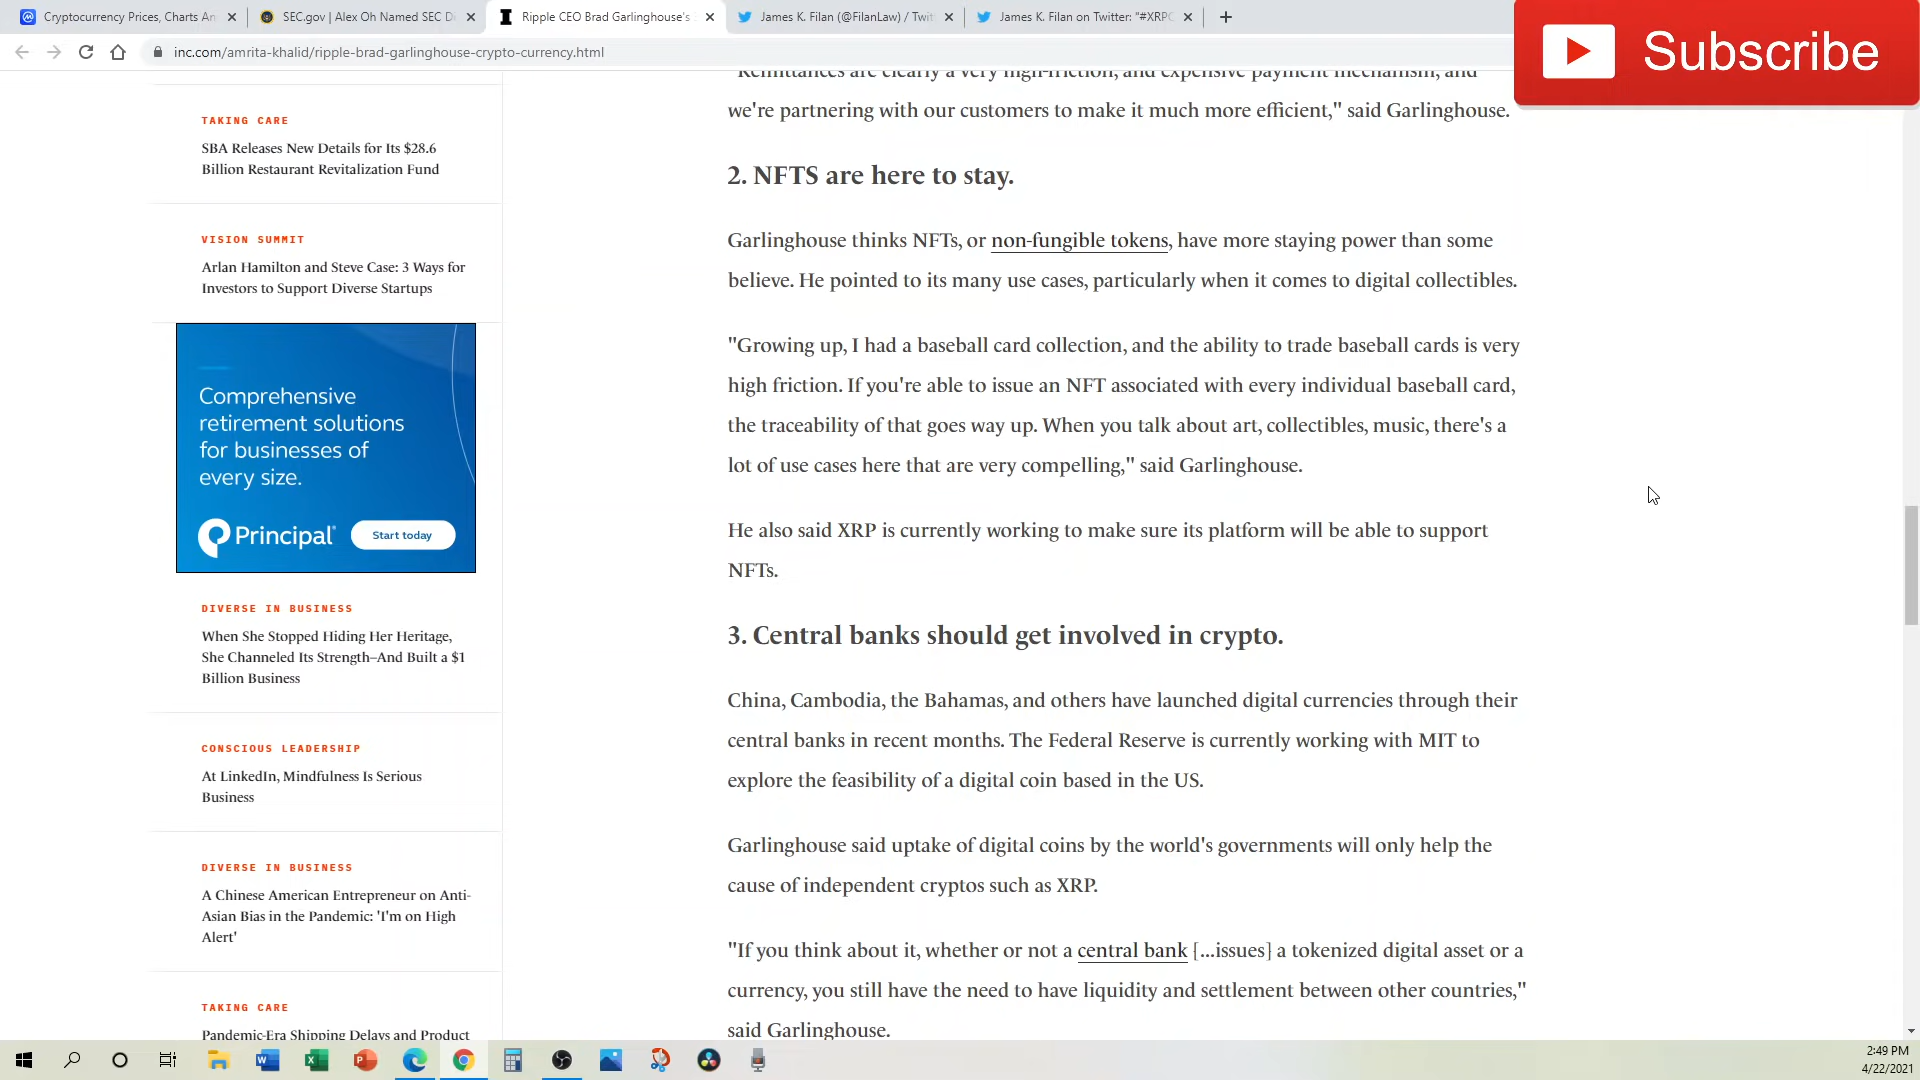 Cryptocurrency Prices, Charts An
SEC.gov | Alex Oh Named SEC Di
Ripple CEO Brad Garlinghouse's
James K. Filan (@FilanLaw) / Twitt
James K. Filan on Twitter: "#XRPC
inc.com/amrita-khalid/ripple-brad-garlinghouse-crypto-currency.html
Subscribe
"Remittances are clearly a very high-friction, and expensive payment mechanism, and
we're partnering with our customers to make it much more efficient," said Garlinghouse.
2. NFTS are here to stay.
Garlinghouse thinks NFTs, or non-fungible tokens, have more staying power than some
believe. He pointed to its many use cases, particularly when it comes to digital collectibles.
"Growing up, I had a baseball card collection, and the ability to trade baseball cards is very
high friction. If you're able to issue an NFT associated with every individual baseball card,
the traceability of that goes way up. When you talk about art, collectibles, music, there's a
lot of use cases here that are very compelling," said Garlinghouse.
He also said XRP is currently working to make sure its platform will be able to support
NFTs.
3. Central banks should get involved in crypto.
China, Cambodia, the Bahamas, and others have launched digital currencies through their
central banks in recent months. The Federal Reserve is currently working with MIT to
explore the feasibility of a digital coin based in the US.
Garlinghouse said uptake of digital coins by the world's governments will only help the
cause of independent cryptos such as XRP.
"If you think about it, whether or not a central bank [...issues] a tokenized digital asset or a
currency, you still have the need to have liquidity and settlement between other countries,"
said Garlinghouse.
TAKING CARE
SBA Releases New Details for Its $28.6
Billion Restaurant Revitalization Fund
VISION SUMMIT
Arlan Hamilton and Steve Case: 3 Ways for
Investors to Support Diverse Startups
Comprehensive
retirement solutions
for businesses of
every size.
Principal
Start today
DIVERSE IN BUSINESS
When She Stopped Hiding Her Heritage,
She Channeled Its Strength–And Built a $1
Billion Business
CONSCIOUS LEADERSHIP
At LinkedIn, Mindfulness Is Serious
Business
DIVERSE IN BUSINESS
A Chinese American Entrepreneur on Anti-
Asian Bias in the Pandemic: 'I'm on High
Alert'
TAKING CARE
Pandemic-Era Shipping Delays and Product
2:49 PM
4/22/2021